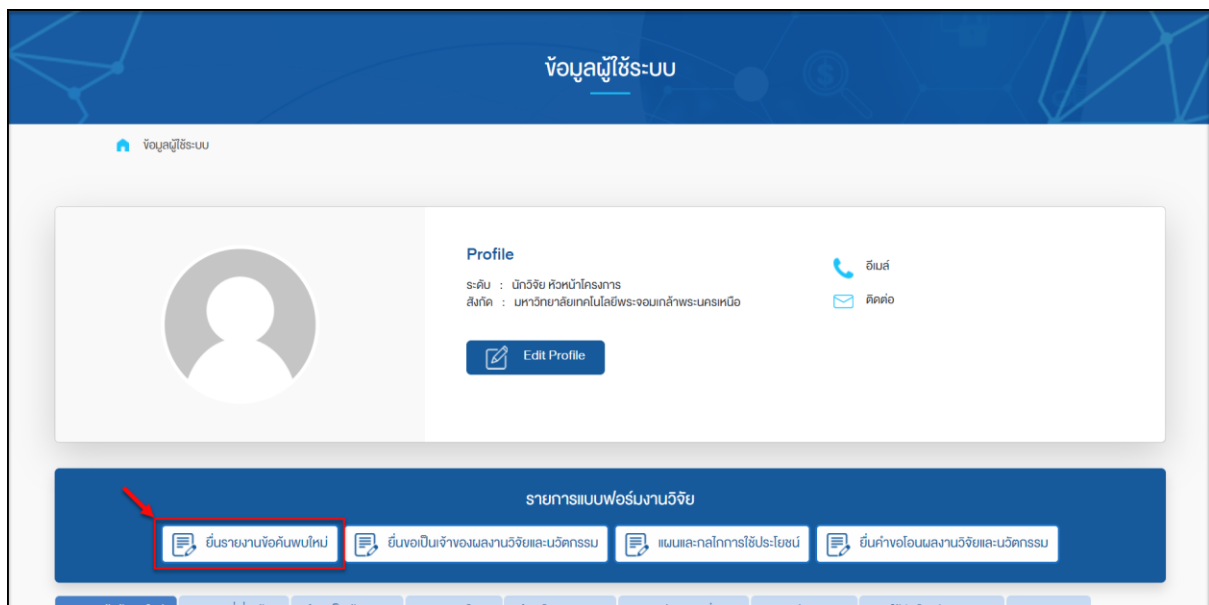 ข้อมูลผู้ใช้ระบบ
ข้อมูลผู้ใช้ระบบ
Profile
ระดับ : นักวิจัย หัวหน้าโครงการ
สังกัด : มหาวิทยาลัยเทคโนโลยีพระจอมเกล้าพระนครเหนือ
อีเมล์
ติดต่อ
Edit Profile
รายการแบบฟอร์มงานวิจัย
ยื่นรายงานข้อค้นพบใหม่
ยื่นขอเป็นเจ้าของผลงานวิจัยและนวัตกรรม
แผนและกลไกการใช้ประโยชน์
ยื่นคำขอโอนผลงานวิจัยและนวัตกรรม